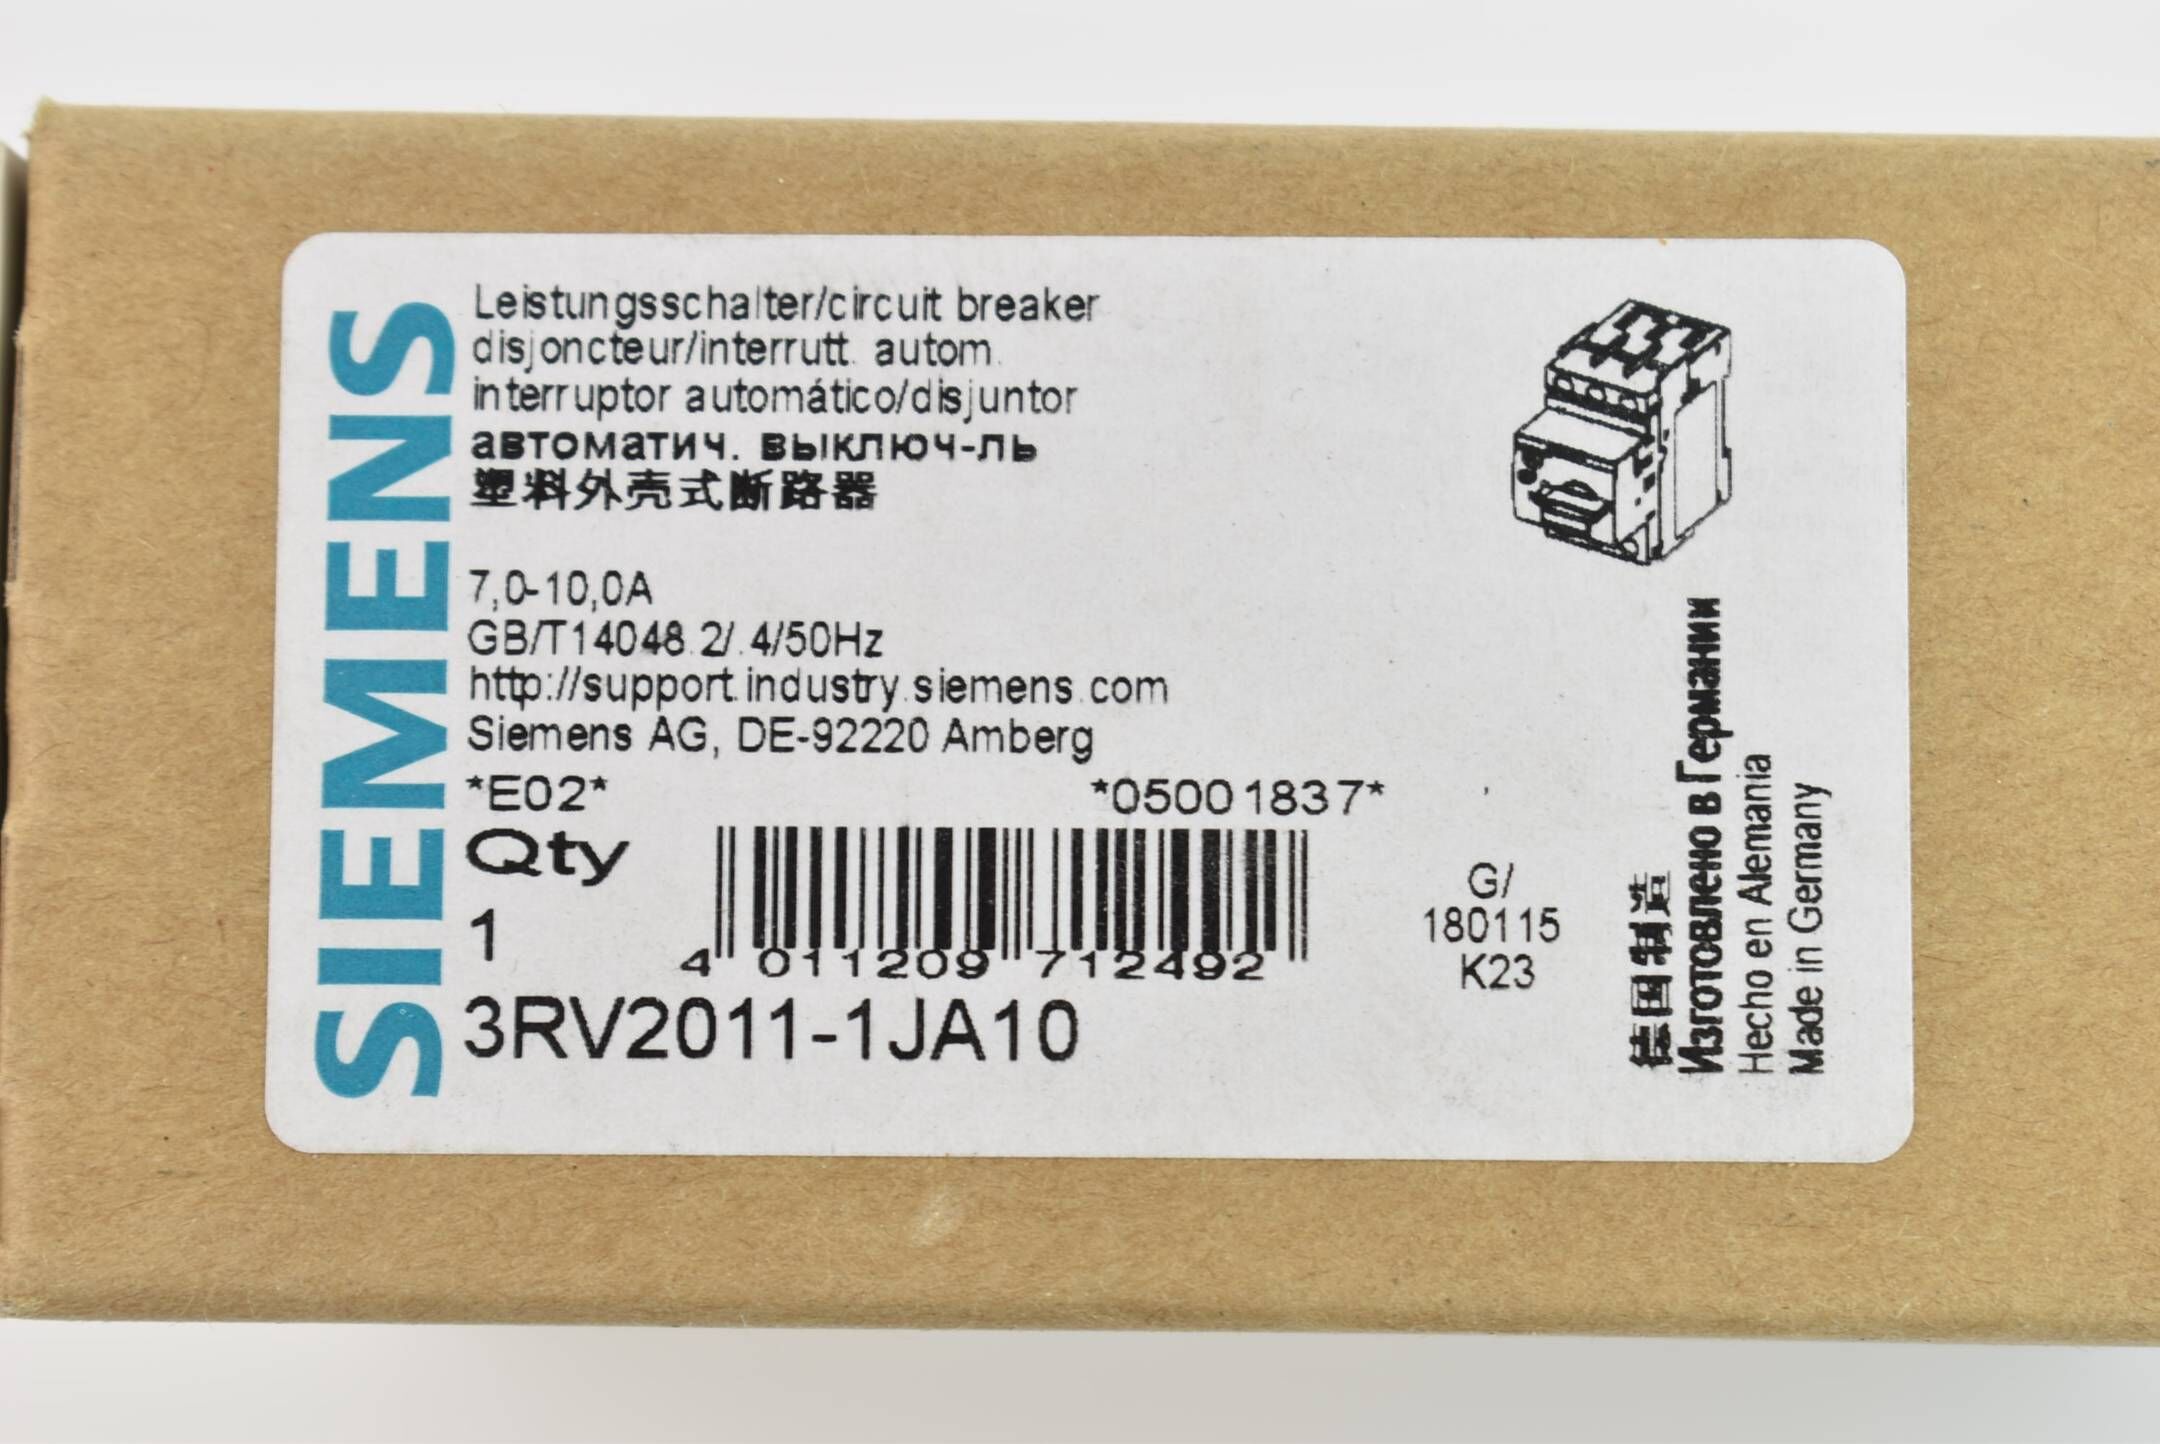 SIEMENS
Leistungsschalter/circuit breaker
disjoncteur/interrutt. autom.
interruptor automático/disjuntor
автоматич. выключ-ль
塑料外壳式断路器
7,0-10,0A
GB/T14048.2/.4/50Hz
http://support.industry.siemens.com
Siemens AG, DE-92220 Amberg
*E02* *05001837*
Qty
1
4 011209 712492
3RV2011-1JA10
G/
180115
K23
德国制造
Изготовлено в Германии
Hecho en Alemania
Made in Germany